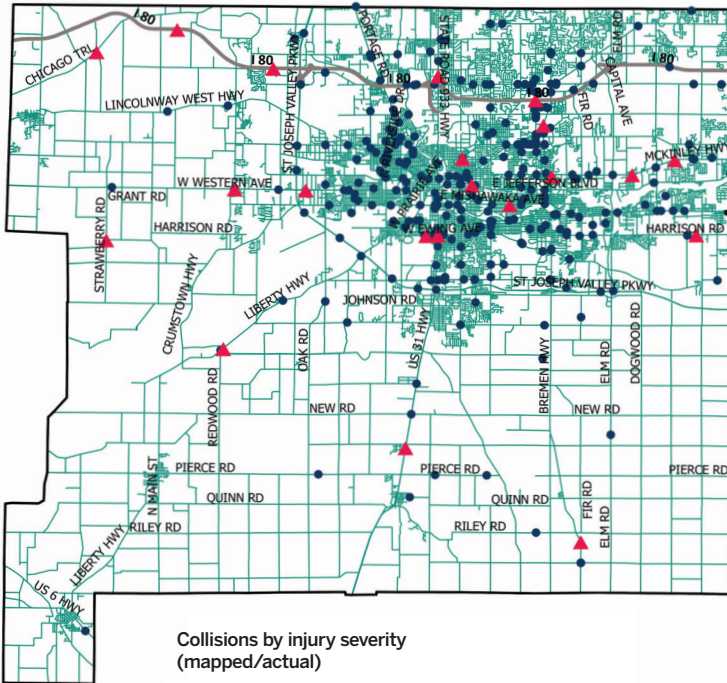 I 80
CHICAGO TRL
I 80
LINCOLNWAY WEST HWY
ST JOSEPH VALLEY PKWY
PORTAGE RD
STATE ROAD 933 HWY
I 80
I 80
FIR RD
CAPITAL AVE
ELM RD
I 80
MCKINLEY HWY
W WESTERN AVE
GRANT RD
E JEFFERSON BLVD
E MISHAWAKA AVE
PRAIRIE AVE
STRAWBERRY RD
HARRISON RD
W EWING AVE
HARRISON RD
CRUMSTOWN HWY
LIBERTY HWY
ST JOSEPH VALLEY PKWY
JOHNSON RD
OAK RD
US 31 HWY
BREMEN HWY
ELM RD
DOGWOOD RD
REDWOOD RD
NEW RD
NEW RD
N MAIN ST
PIERCE RD
PIERCE RD
PIERCE RD
QUINN RD
QUINN RD
RILEY RD
RILEY RD
FIR RD
ELM RD
LIBERTY HWY
US 6 HWY
Collisions by injury severity
(mapped/actual)